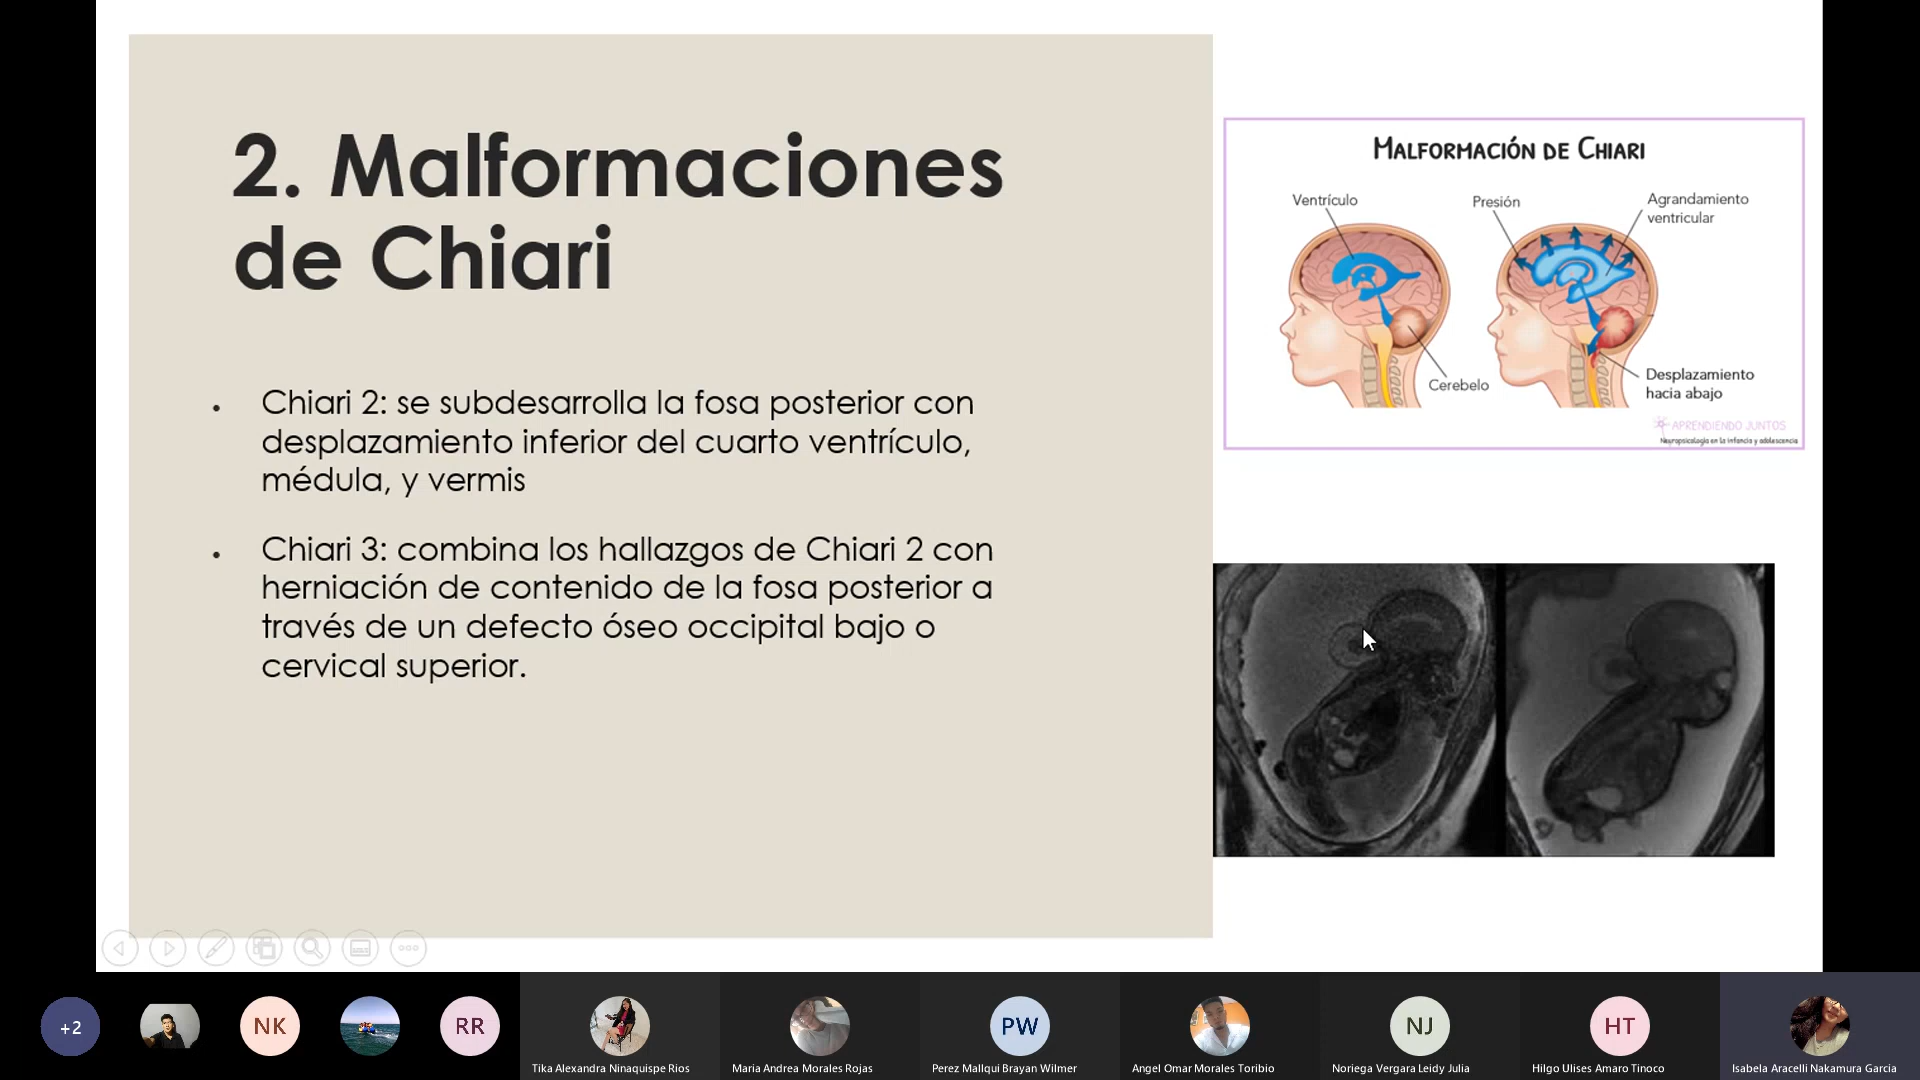 2. Malformaciones
de Chiari
• Chiari 2: se subdesarrolla la fosa posterior con
desplazamiento inferior del cuarto ventrículo,
médula, y vermis
• Chiari 3: combina los hallazgos de Chiari 2 con
herniación de contenido de la fosa posterior a
través de un defecto óseo occipital bajo o
cervical superior.
MALFORMACIÓN DE CHIARI
Ventrículo
Presión
Agrandamiento
ventricular
Cerebelo
Desplazamiento
hacia abajo
APRENDIENDO JUNTOS
Neuropsicología en la infancia y adolescencia
+2
NK
RR
PW
NJ
HT
Tika Alexandra Ninaquispe Rios
Maria Andrea Morales Rojas
Perez Mallqui Brayan Wilmer
Angel Omar Morales Toribio
Noriega Vergara Leidy Julia
Hilgo Ulises Amaro Tinoco
Isabela Aracelli Nakamura Garcia